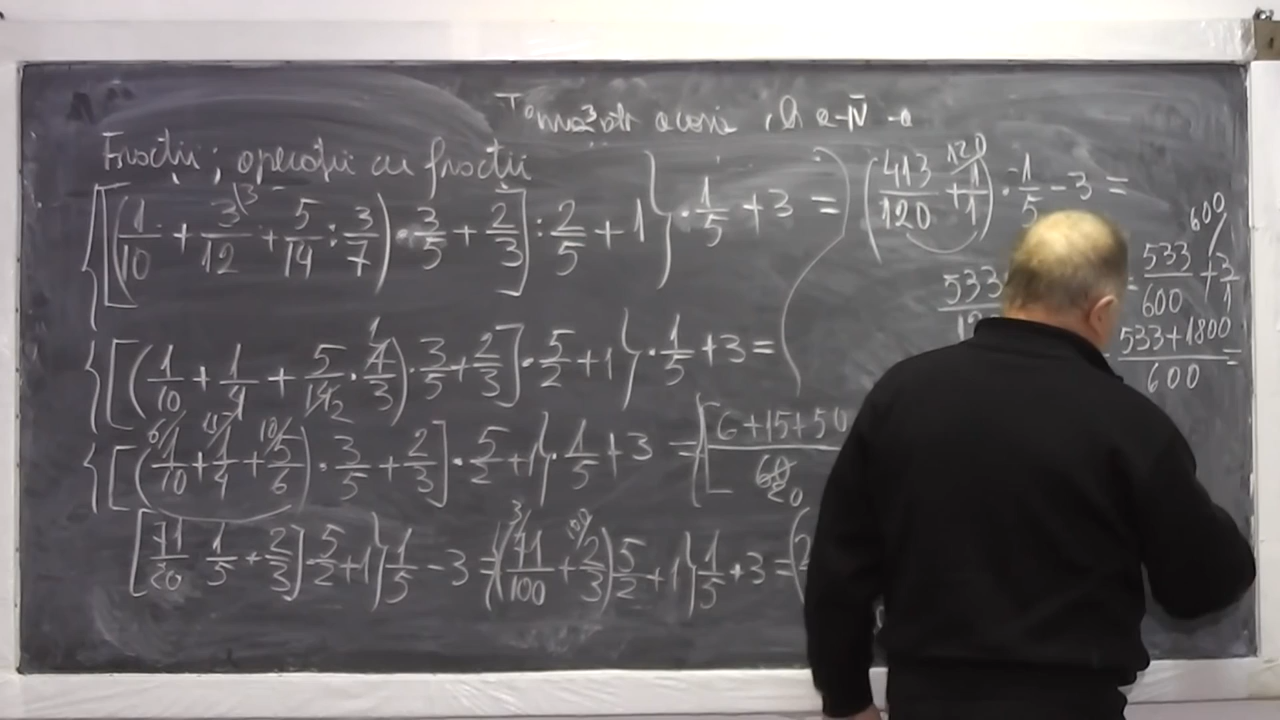 a-IV-a
Fracții; operații cu fracții
{[(1/10 + 3/12 + 5/14 : 3/7) · 3/5 + 2/3] : 2/5 + 1} · 1/5 + 3 =
{[(1/10 + 1/4 + 5/14 · 7/3) · 3/5 + 2/3] · 5/2 + 1} · 1/5 + 3 =
{[(1/10 + 1/4 + 5/6) · 3/5 + 2/3] · 5/2 + 1} · 1/5 + 3 = [6+15+50 / 60
[71/20 1/5 + 2/3] 5/2 + 1} 1/5 - 3 = (71/100 + 2/3) 5/2 + 1} 1/5 + 3 = (2
(413/120 + 1/1) · 1/5 - 3 =
533 = 533/600 + 3/1
533+1800/600 =